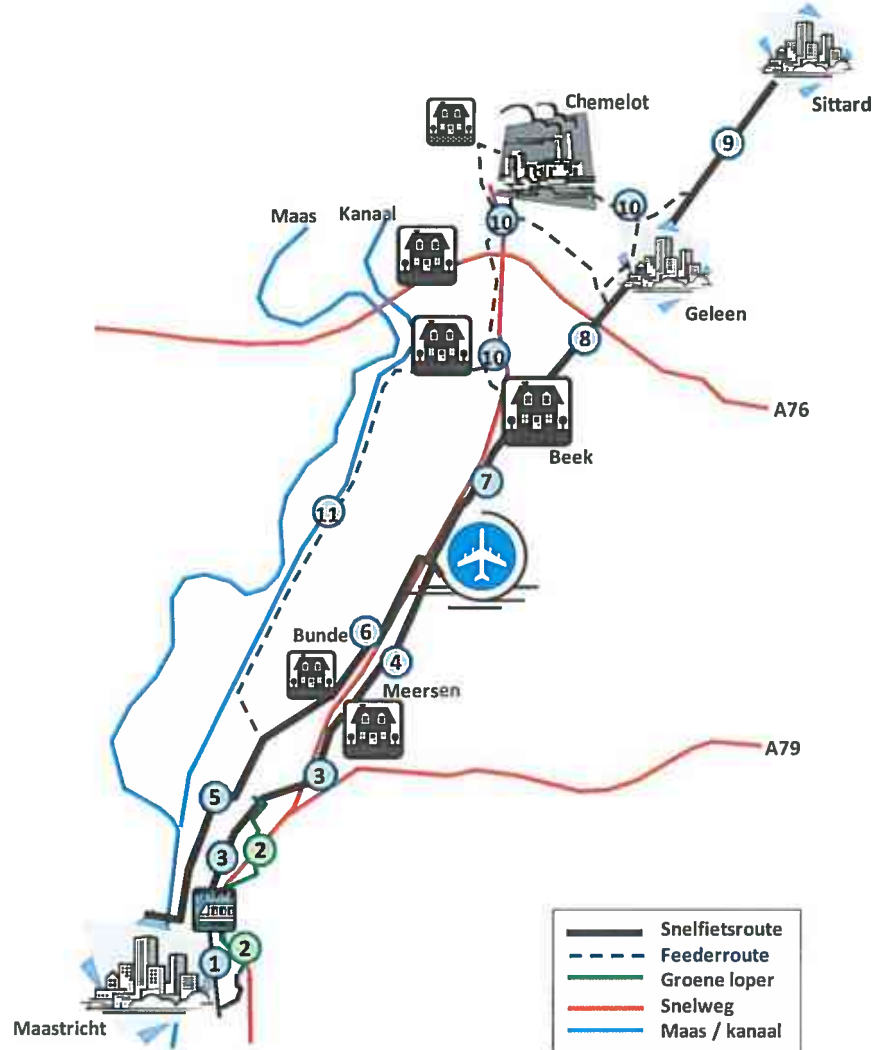 Chemelot
Sittard
9
10
10
Maas
Kanaal
Geleen
8
10
A76
Beek
7
11
Bunde
6
4
Meersen
A79
3
5
3
2
2
1
Maastricht
Snelfietsroute
Feederroute
Groene loper
Snelweg
Maas / kanaal